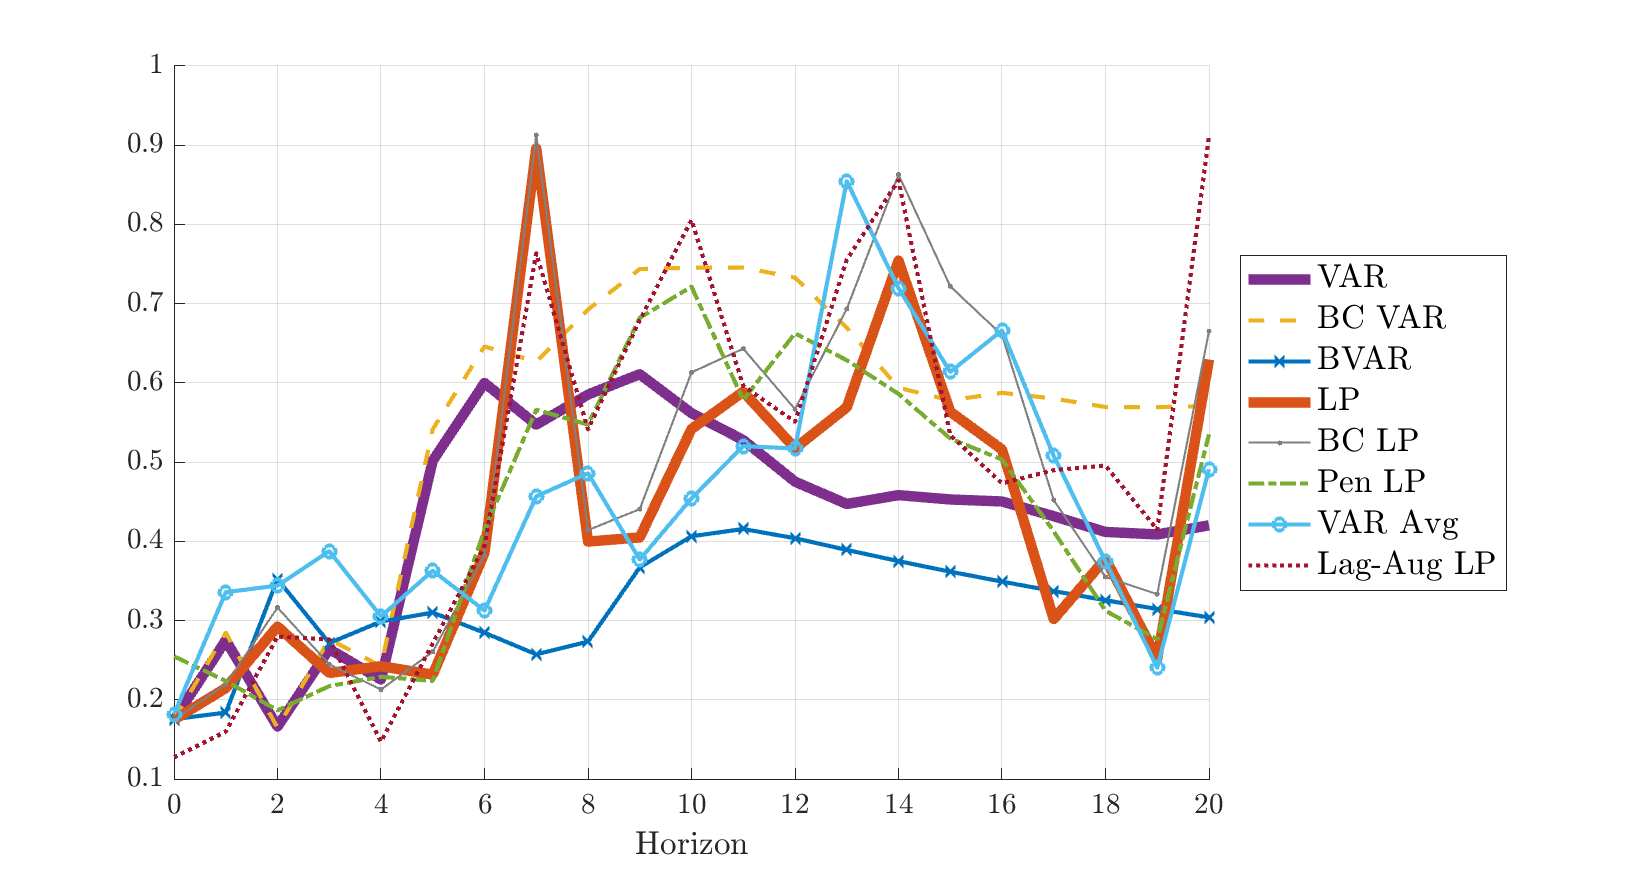 1
0.9
0.8
0.7
0.6
0.5
0.4
0.3
0.2
0.1
0 2 4 6 8 10 12 14 16 18 20
Horizon
VAR
BC VAR
BVAR
LP
BC LP
Pen LP
VAR Avg
Lag-Aug LP